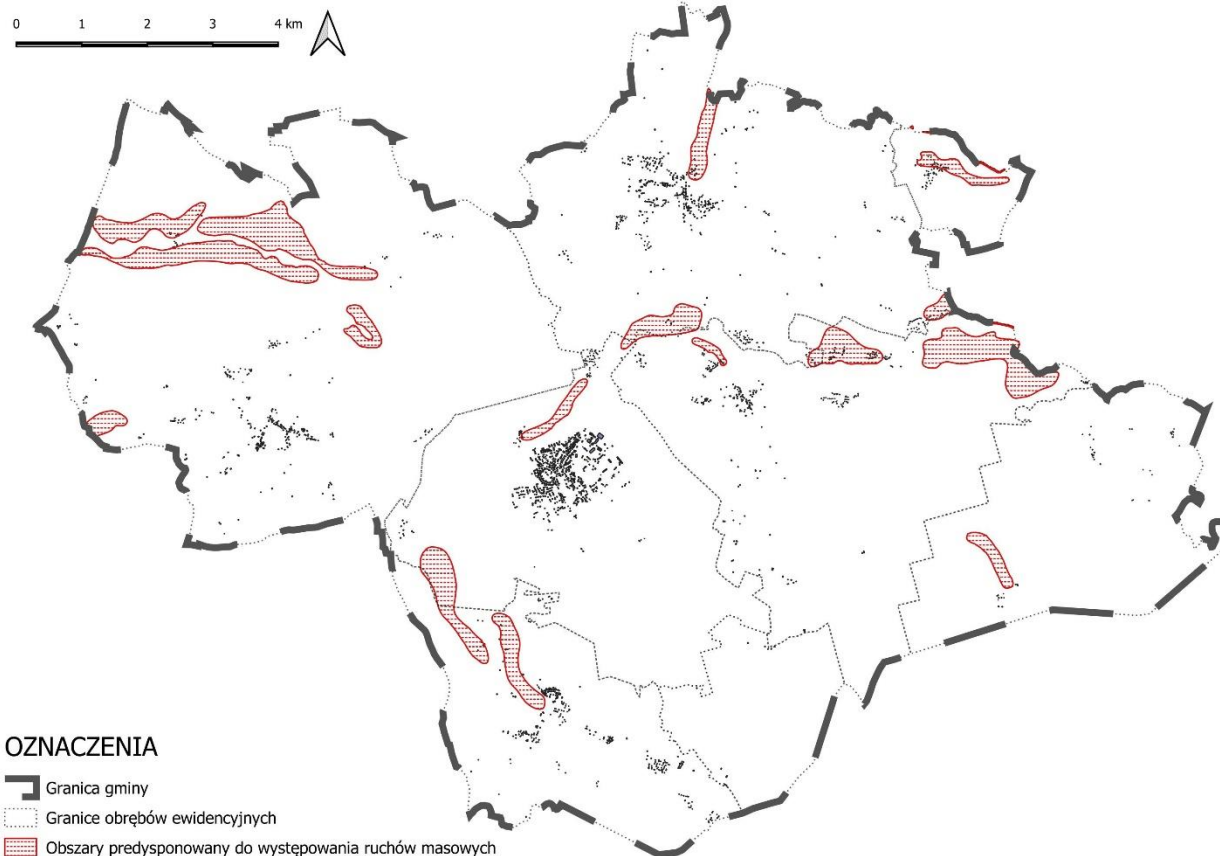 0 1 2 3 4 km
OZNACZENIA
Granica gminy
Granice obrębów ewidencyjnych
Obszary predysponowany do występowania ruchów masowych